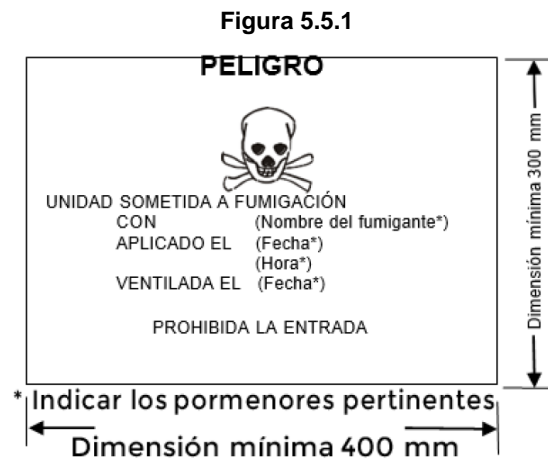 Figura 5.5.1
PELIGRO
UNIDAD SOMETIDA A FUMIGACIÓN
CON (Nombre del fumigante*)
APLICADO EL (Fecha*)
(Hora*)
VENTILADA EL (Fecha*)
PROHIBIDA LA ENTRADA
Dimensión mínima 300 mm
* Indicar los pormenores pertinentes
Dimensión mínima 400 mm